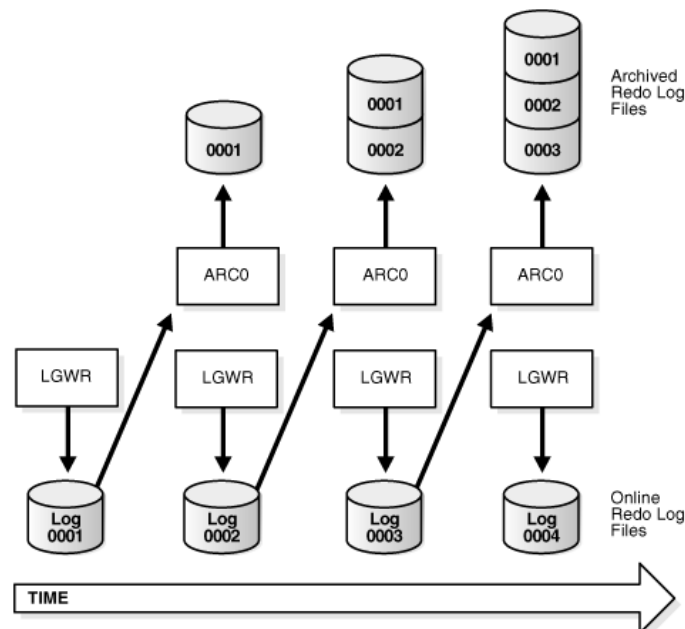 0001
0001
0002
0001
0002
0003
Archived
Redo Log
Files
ARC0
ARC0
ARC0
LGWR
LGWR
LGWR
LGWR
Log
0001
Log
0002
Log
0003
Log
0004
Online
Redo Log
Files
TIME